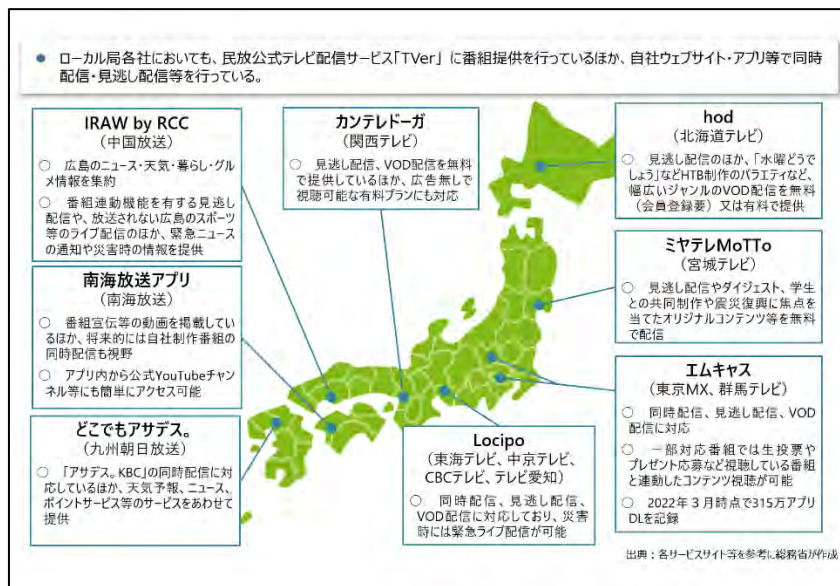 ● ローカル局各社においても、民放公式テレビ配信サービス「TVer」に番組提供を行っているほか、自社ウェブサイト・アプリ等で同時
配信・見逃し配信等を行っている。
IRAW by RCC
（中国放送）
○ 広島のニュース・天気・暮らし・グル
メ情報を集約
○ 番組連動機能を有する見逃し
配信や、放送されない広島のスポーツ
等のライブ配信のほか、緊急ニュース
の通知や災害時の情報を提供
カンテレドーガ
（関西テレビ）
○ 見逃し配信、VOD配信を無料
で提供しているほか、広告無しで
視聴可能な有料プランにも対応
hod
（北海道テレビ）
○ 見逃し配信のほか、「水曜どうで
しょう」などHTB制作のバラエティなど、
幅広いジャンルのVOD配信を無料
（会員登録要）又は有料で提供
南海放送アプリ
（南海放送）
○ 番組宣伝等の動画を掲載してい
るほか、将来的には自社制作番組の
同時配信も視野
○ アプリ内から公式YouTubeチャン
ネル等にも簡単にアクセス可能
ミヤテレMoTTo
（宮城テレビ）
○ 見逃し配信やダイジェスト、学生
との共同制作や震災復興に焦点を
当てたオリジナルコンテンツ等を無料
で配信
どこでもアサデス。
（九州朝日放送）
○ 「アサデス。KBC」の同時配信に対
応しているほか、天気予報、ニュース、
ポイントサービス等のサービスをあわせて
提供
Locipo
（東海テレビ、中京テレビ、
CBCテレビ、テレビ愛知）
○ 同時配信、見逃し配信、
VOD配信に対応しており、災害
時には緊急ライブ配信が可能
エムキャス
（東京MX、群馬テレビ）
○ 同時配信、見逃し配信、VOD
配信に対応
○ 一部対応番組では生投票や
プレゼント応募など視聴している番組
と連動したコンテンツ視聴が可能
○ 2022年３月時点で315万アプリ
DLを記録
出典：各サービスサイト等を参考に総務省が作成